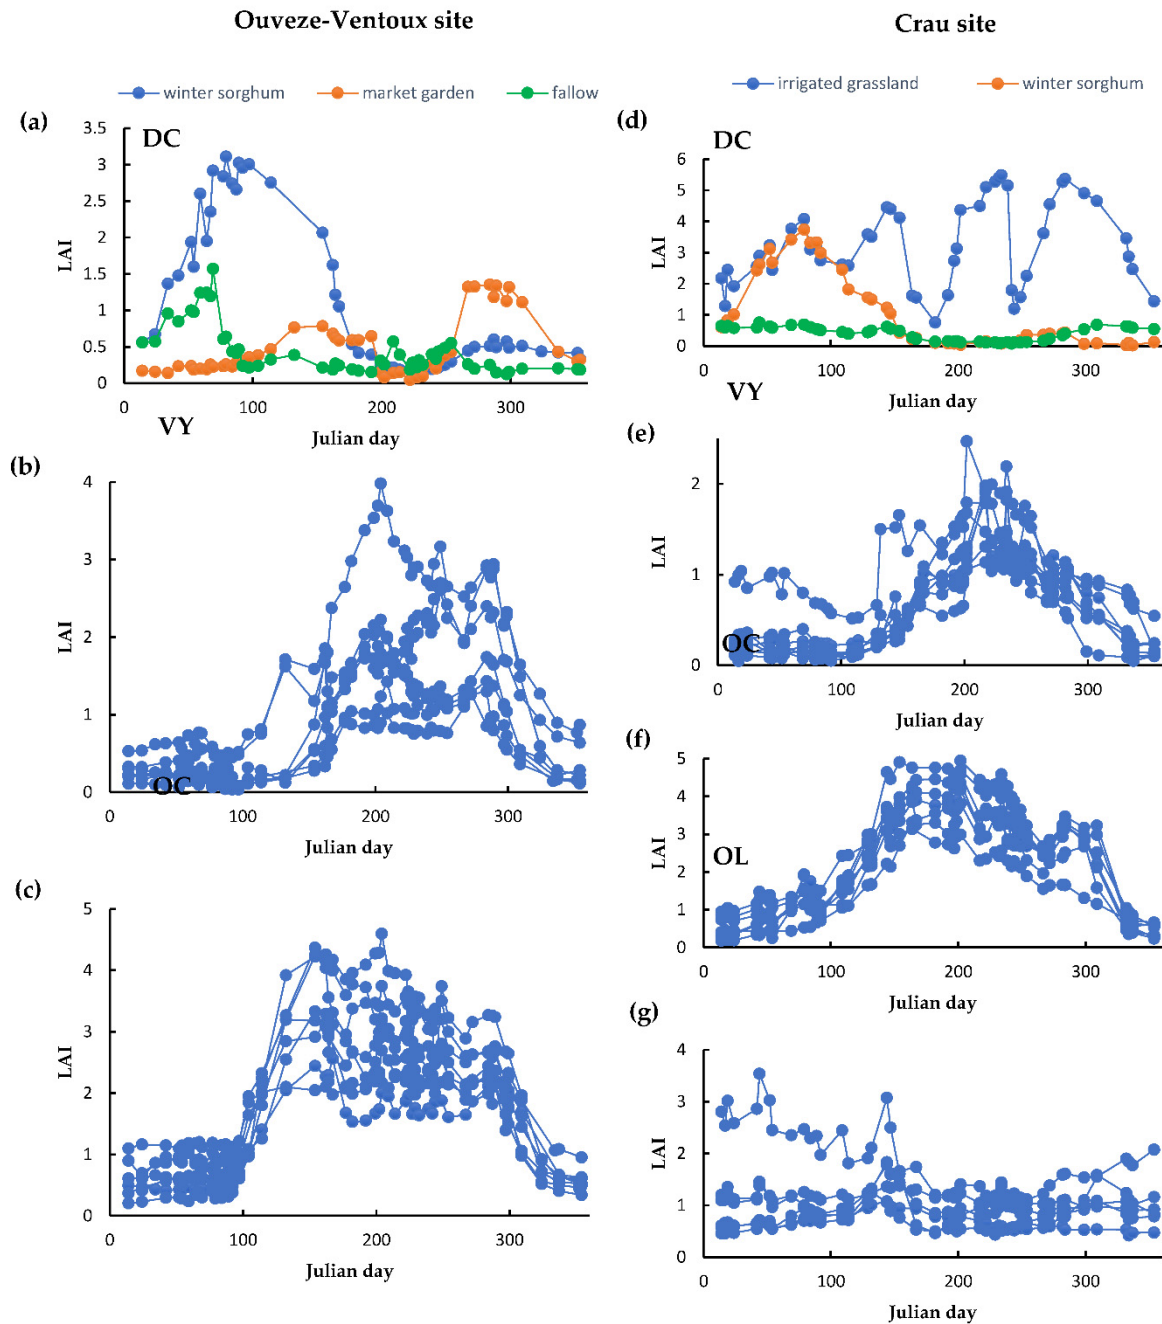 Ouveze-Ventoux site
winter sorghum market garden fallow
(a)
DC
3.5
3
2.5
2
1.5
1
0.5
0
LAI
0 100 200 300
VY
Julian day
(b)
4
3
2
1
0
LAI
OC
0 100 200 300
Julian day
(c)
5
4
3
2
1
0
LAI
0 100 200 300
Julian day
Crau site
irrigated grassland winter sorghum
(d)
DC
6
5
4
3
2
1
0
LAI
0 100 200 300
VY
Julian day
(e)
2
1
0
LAI
OC
0 100 200 300
Julian day
(f)
5
4
3
2
1
0
LAI
OL
0 100 200 300
Julian day
(g)
4
3
2
1
0
LAI
0 100 200 300
Julian day